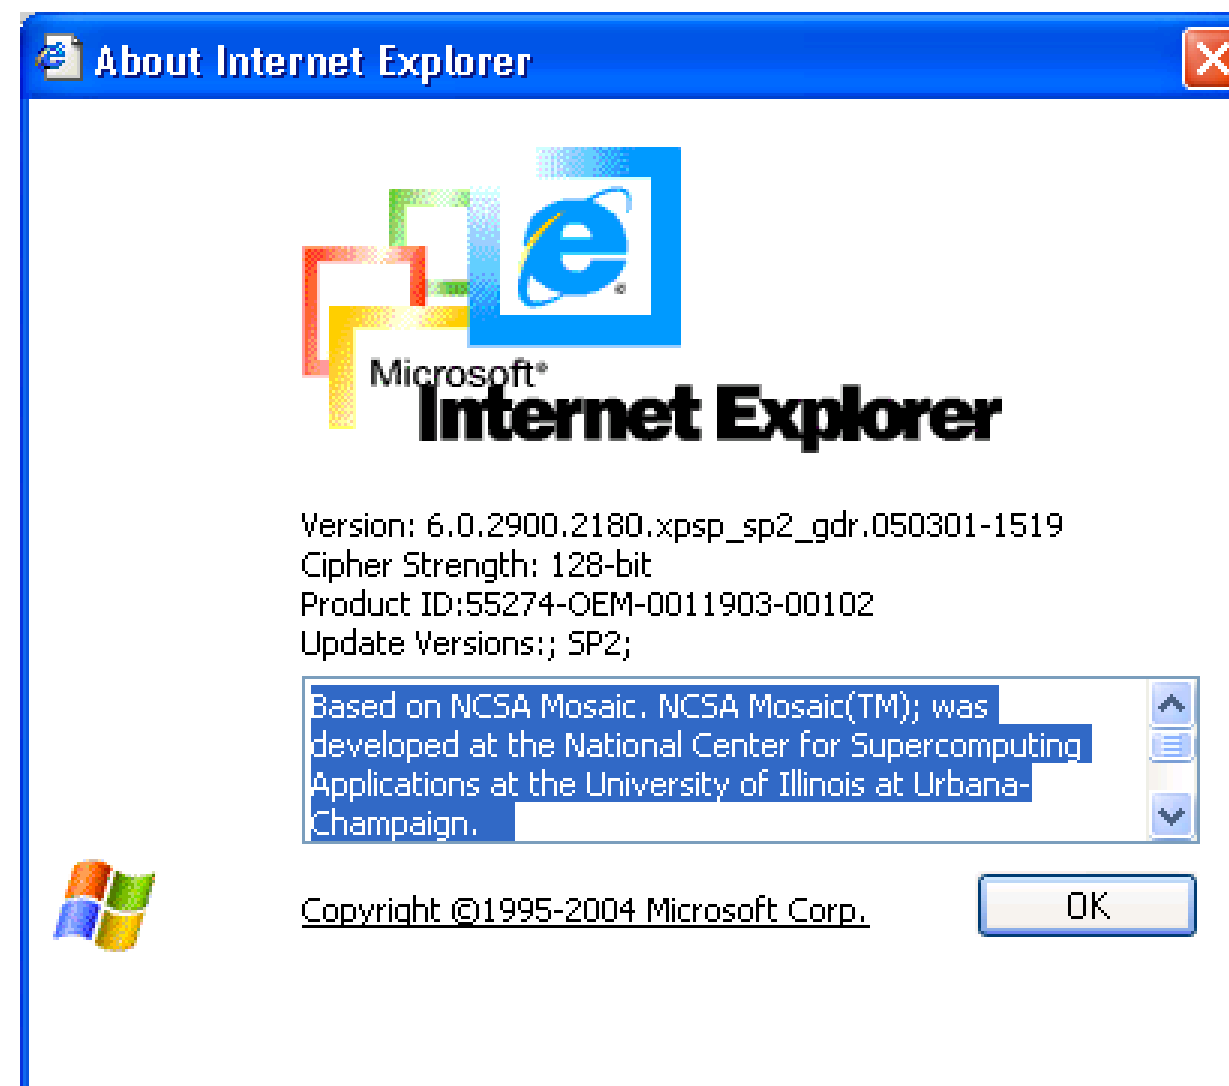 About Internet Explorer
Microsoft®
Internet Explorer
Version: 6.0.2900.2180.xpsp_sp2_gdr.050301-1519
Cipher Strength: 128-bit
Product ID:55274-OEM-0011903-00102
Update Versions:; SP2;
Based on NCSA Mosaic. NCSA Mosaic(TM); was
developed at the National Center for Supercomputing
Applications at the University of Illinois at Urbana-
Champaign.
Copyright ©1995-2004 Microsoft Corp.
OK